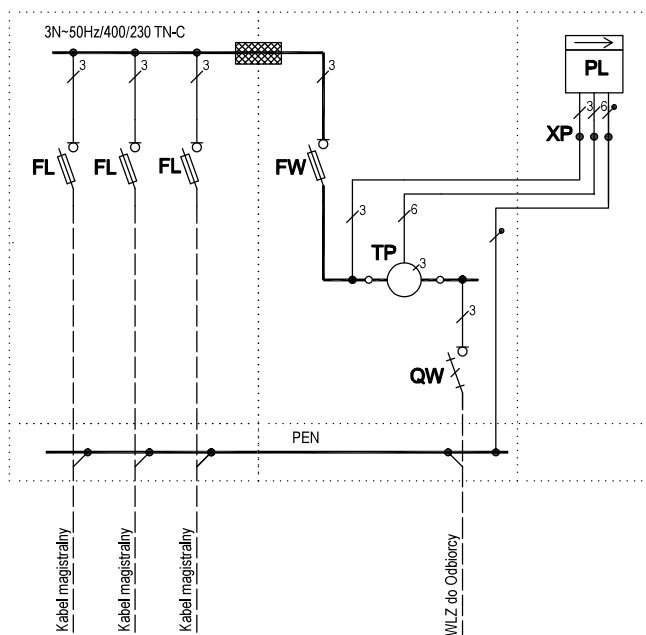 3N~50Hz/400/230 TN-C
3
3
3
3
PL
3
6
XP
FL
FL
FL
FW
3
6
TP
3
3
QW
PEN
Kabel magistralny
Kabel magistralny
Kabel magistralny
WLZ do Odbiorcy